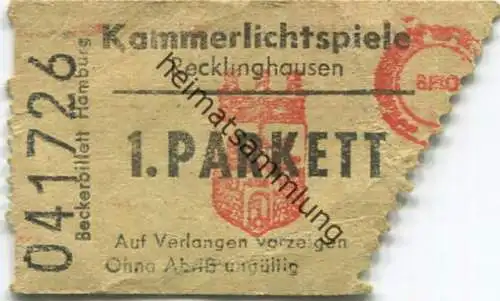 Kammerlichtspiele
Recklinghausen
1. PARKETT
Auf Verlangen vorzeigen
Ohne Abriß ungültig
041726
Beckerbillett Hamburg
heimatsammlung